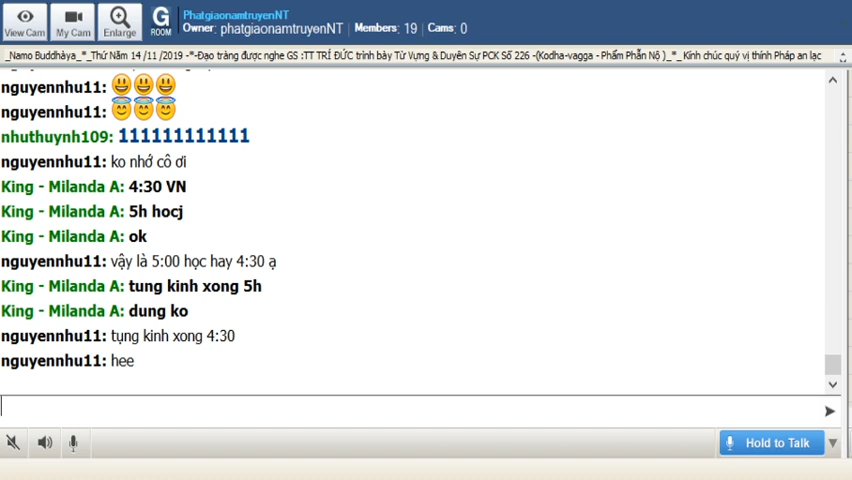 View Cam
My Cam
Enlarge
G
ROOM
PhatgiaonamtruyenNT
Owner: phatgiaonamtruyenNT Members: 19 Cams: 0
_Namo Buddhàya_*_Thứ Năm 14 /11 /2019 -*-Đạo tràng được nghe GS :TT TRÍ ĐỨC trình bày Từ Vựng & Duyên Sự PCK Số 226 -(Kodha-vagga - Phẩm Phẫn Nộ )_*_ Kính chúc quý vị thính Pháp an lạc
nguyennhu11:
nguyennhu11:
nhuthuynh109: 111111111111
nguyennhu11: ko nhớ cô ơi
King - Milanda A: 4:30 VN
King - Milanda A: 5h hocj
King - Milanda A: ok
nguyennhu11: vậy là 5:00 học hay 4:30 ạ
King - Milanda A: tung kinh xong 5h
King - Milanda A: dung ko
nguyennhu11: tụng kinh xong 4:30
nguyennhu11: hee
Hold to Talk